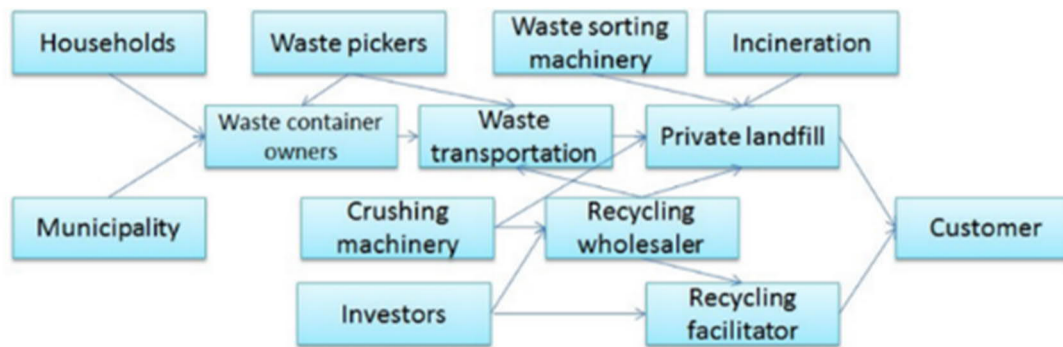 Households
Waste pickers
Waste sorting
machinery
Incineration
Waste container
owners
Waste
transportation
Private landfill
Municipality
Crushing
machinery
Recycling
wholesaler
Customer
Investors
Recycling
facilitator